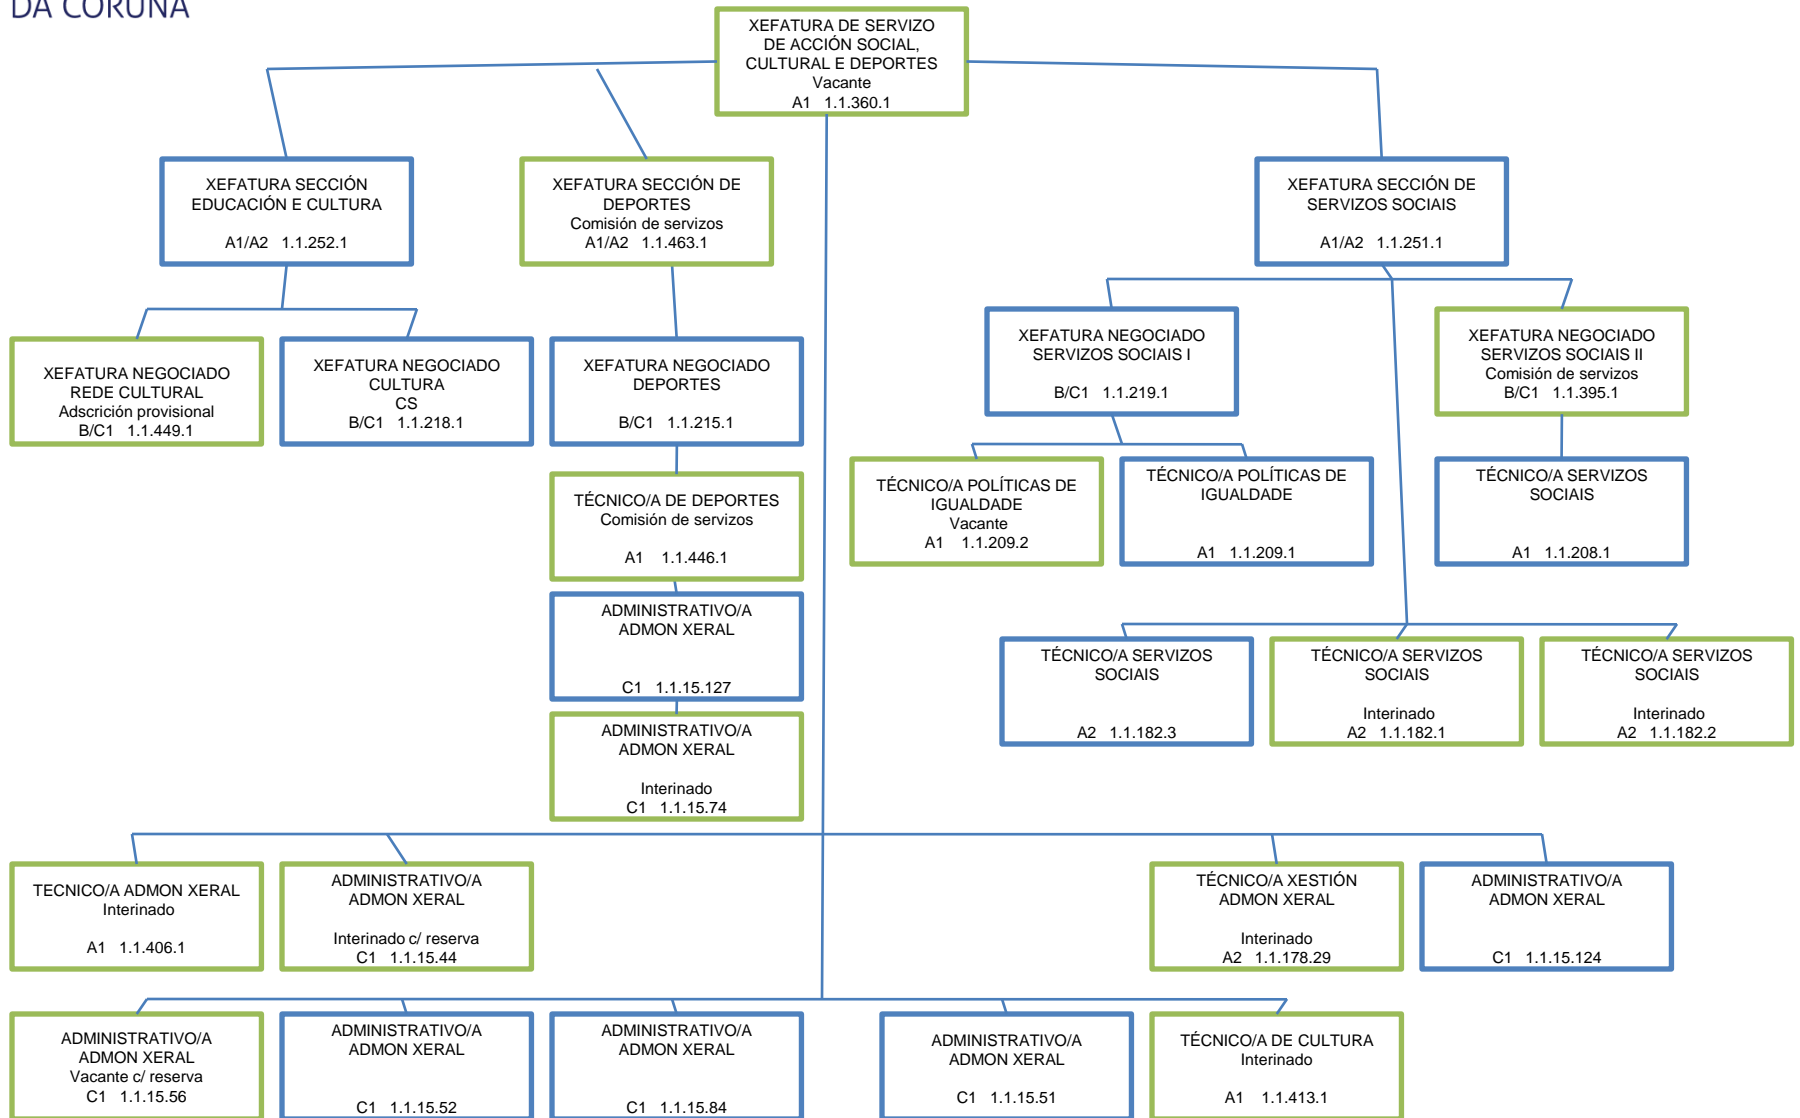 DA CORUÑA
XEFATURA DE SERVIZO
DE ACCIÓN SOCIAL,
CULTURAL E DEPORTES
Vacante
A1 1.1.360.1
XEFATURA SECCIÓN
EDUCACIÓN E CULTURA
A1/A2 1.1.252.1
XEFATURA SECCIÓN DE
DEPORTES
Comisión de servizos
A1/A2 1.1.463.1
XEFATURA SECCIÓN DE
SERVIZOS SOCIAIS
A1/A2 1.1.251.1
XEFATURA NEGOCIADO
REDE CULTURAL
Adscrición provisional
B/C1 1.1.449.1
XEFATURA NEGOCIADO
CULTURA
CS
B/C1 1.1.218.1
XEFATURA NEGOCIADO
DEPORTES
B/C1 1.1.215.1
XEFATURA NEGOCIADO
SERVIZOS SOCIAIS I
B/C1 1.1.219.1
XEFATURA NEGOCIADO
SERVIZOS SOCIAIS II
Comisión de servizos
B/C1 1.1.395.1
TÉCNICO/A DE DEPORTES
Comisión de servizos
A1 1.1.446.1
TÉCNICO/A POLÍTICAS DE
IGUALDADE
Vacante
A1 1.1.209.2
TÉCNICO/A POLÍTICAS DE
IGUALDADE
A1 1.1.209.1
TÉCNICO/A SERVIZOS
SOCIAIS
A1 1.1.208.1
ADMINISTRATIVO/A
ADMON XERAL
C1 1.1.15.127
TÉCNICO/A SERVIZOS
SOCIAIS
A2 1.1.182.3
TÉCNICO/A SERVIZOS
SOCIAIS
Interinado
A2 1.1.182.1
TÉCNICO/A SERVIZOS
SOCIAIS
Interinado
A2 1.1.182.2
ADMINISTRATIVO/A
ADMON XERAL
Interinado
C1 1.1.15.74
TECNICO/A ADMON XERAL
Interinado
A1 1.1.406.1
ADMINISTRATIVO/A
ADMON XERAL
Interinado c/ reserva
C1 1.1.15.44
TÉCNICO/A XESTIÓN
ADMON XERAL
Interinado
A2 1.1.178.29
ADMINISTRATIVO/A
ADMON XERAL
C1 1.1.15.124
ADMINISTRATIVO/A
ADMON XERAL
Vacante c/ reserva
C1 1.1.15.56
ADMINISTRATIVO/A
ADMON XERAL
C1 1.1.15.52
ADMINISTRATIVO/A
ADMON XERAL
C1 1.1.15.84
ADMINISTRATIVO/A
ADMON XERAL
C1 1.1.15.51
TÉCNICO/A DE CULTURA
Interinado
A1 1.1.413.1